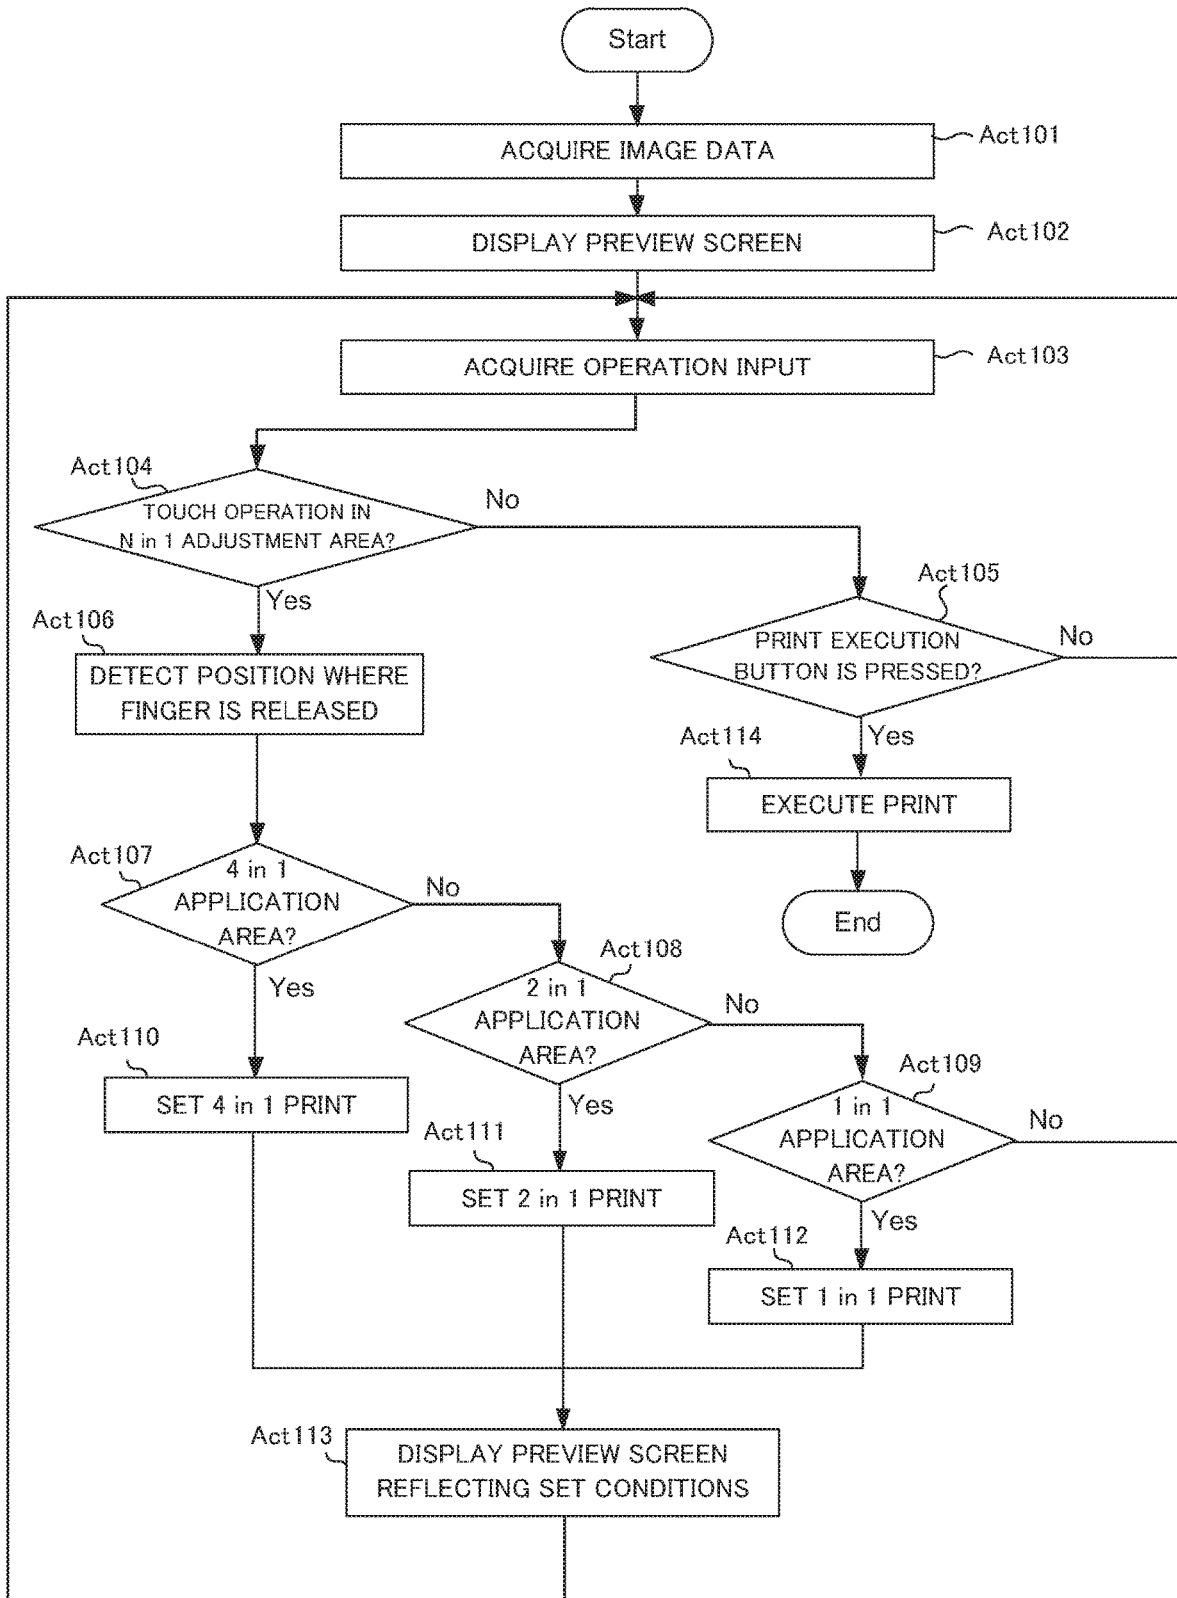 Start
ACQUIRE IMAGE DATA
Act101
DISPLAY PREVIEW SCREEN
Act102
ACQUIRE OPERATION INPUT
Act103
Act104
TOUCH OPERATION IN
N in 1 ADJUSTMENT AREA?
No
Yes
Act105
PRINT EXECUTION
BUTTON IS PRESSED?
No
Yes
Act106
DETECT POSITION WHERE
FINGER IS RELEASED
Act114
EXECUTE PRINT
End
Act107
4 in 1
APPLICATION
AREA?
No
Yes
Act108
2 in 1
APPLICATION
AREA?
No
Yes
Act109
1 in 1
APPLICATION
AREA?
No
Yes
Act110
SET 4 in 1 PRINT
Act111
SET 2 in 1 PRINT
Act112
SET 1 in 1 PRINT
Act113
DISPLAY PREVIEW SCREEN
REFLECTING SET CONDITIONS